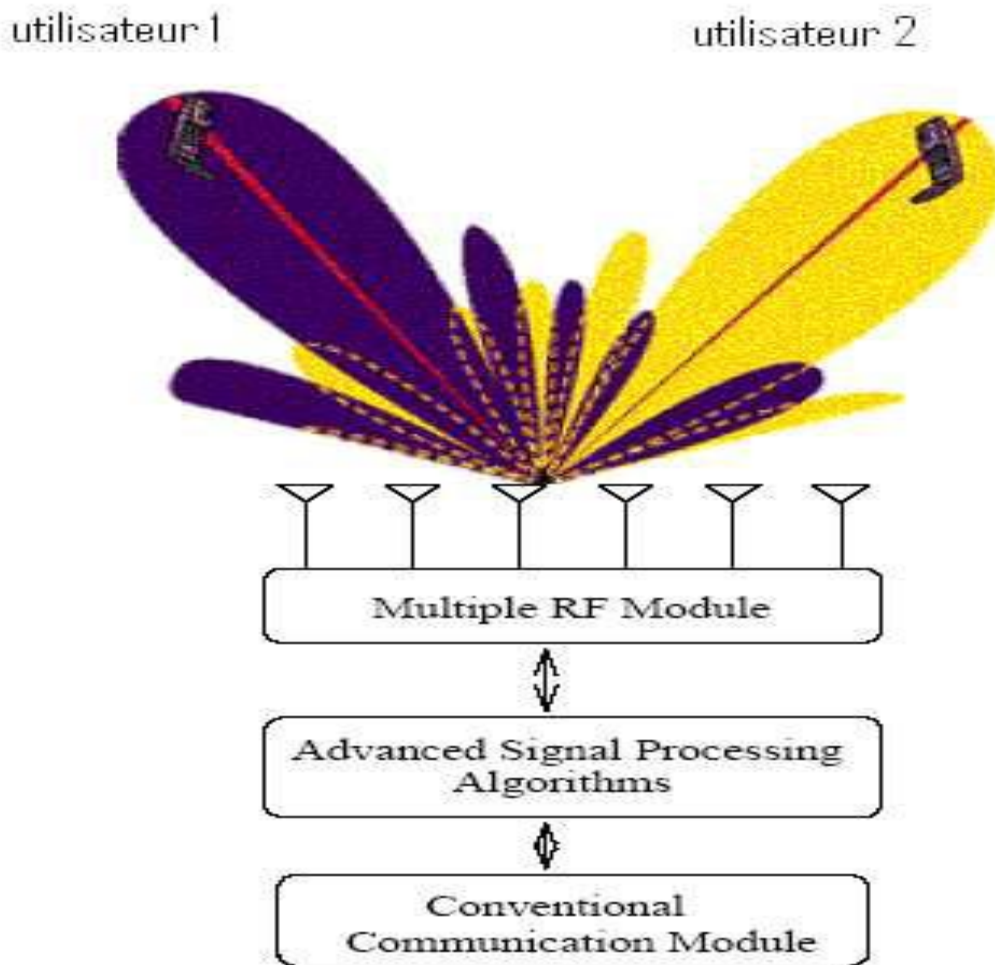 utilisateur 1
utilisateur 2
Multiple RF Module
Advanced Signal Processing
Algorithms
Conventional
Communication Module